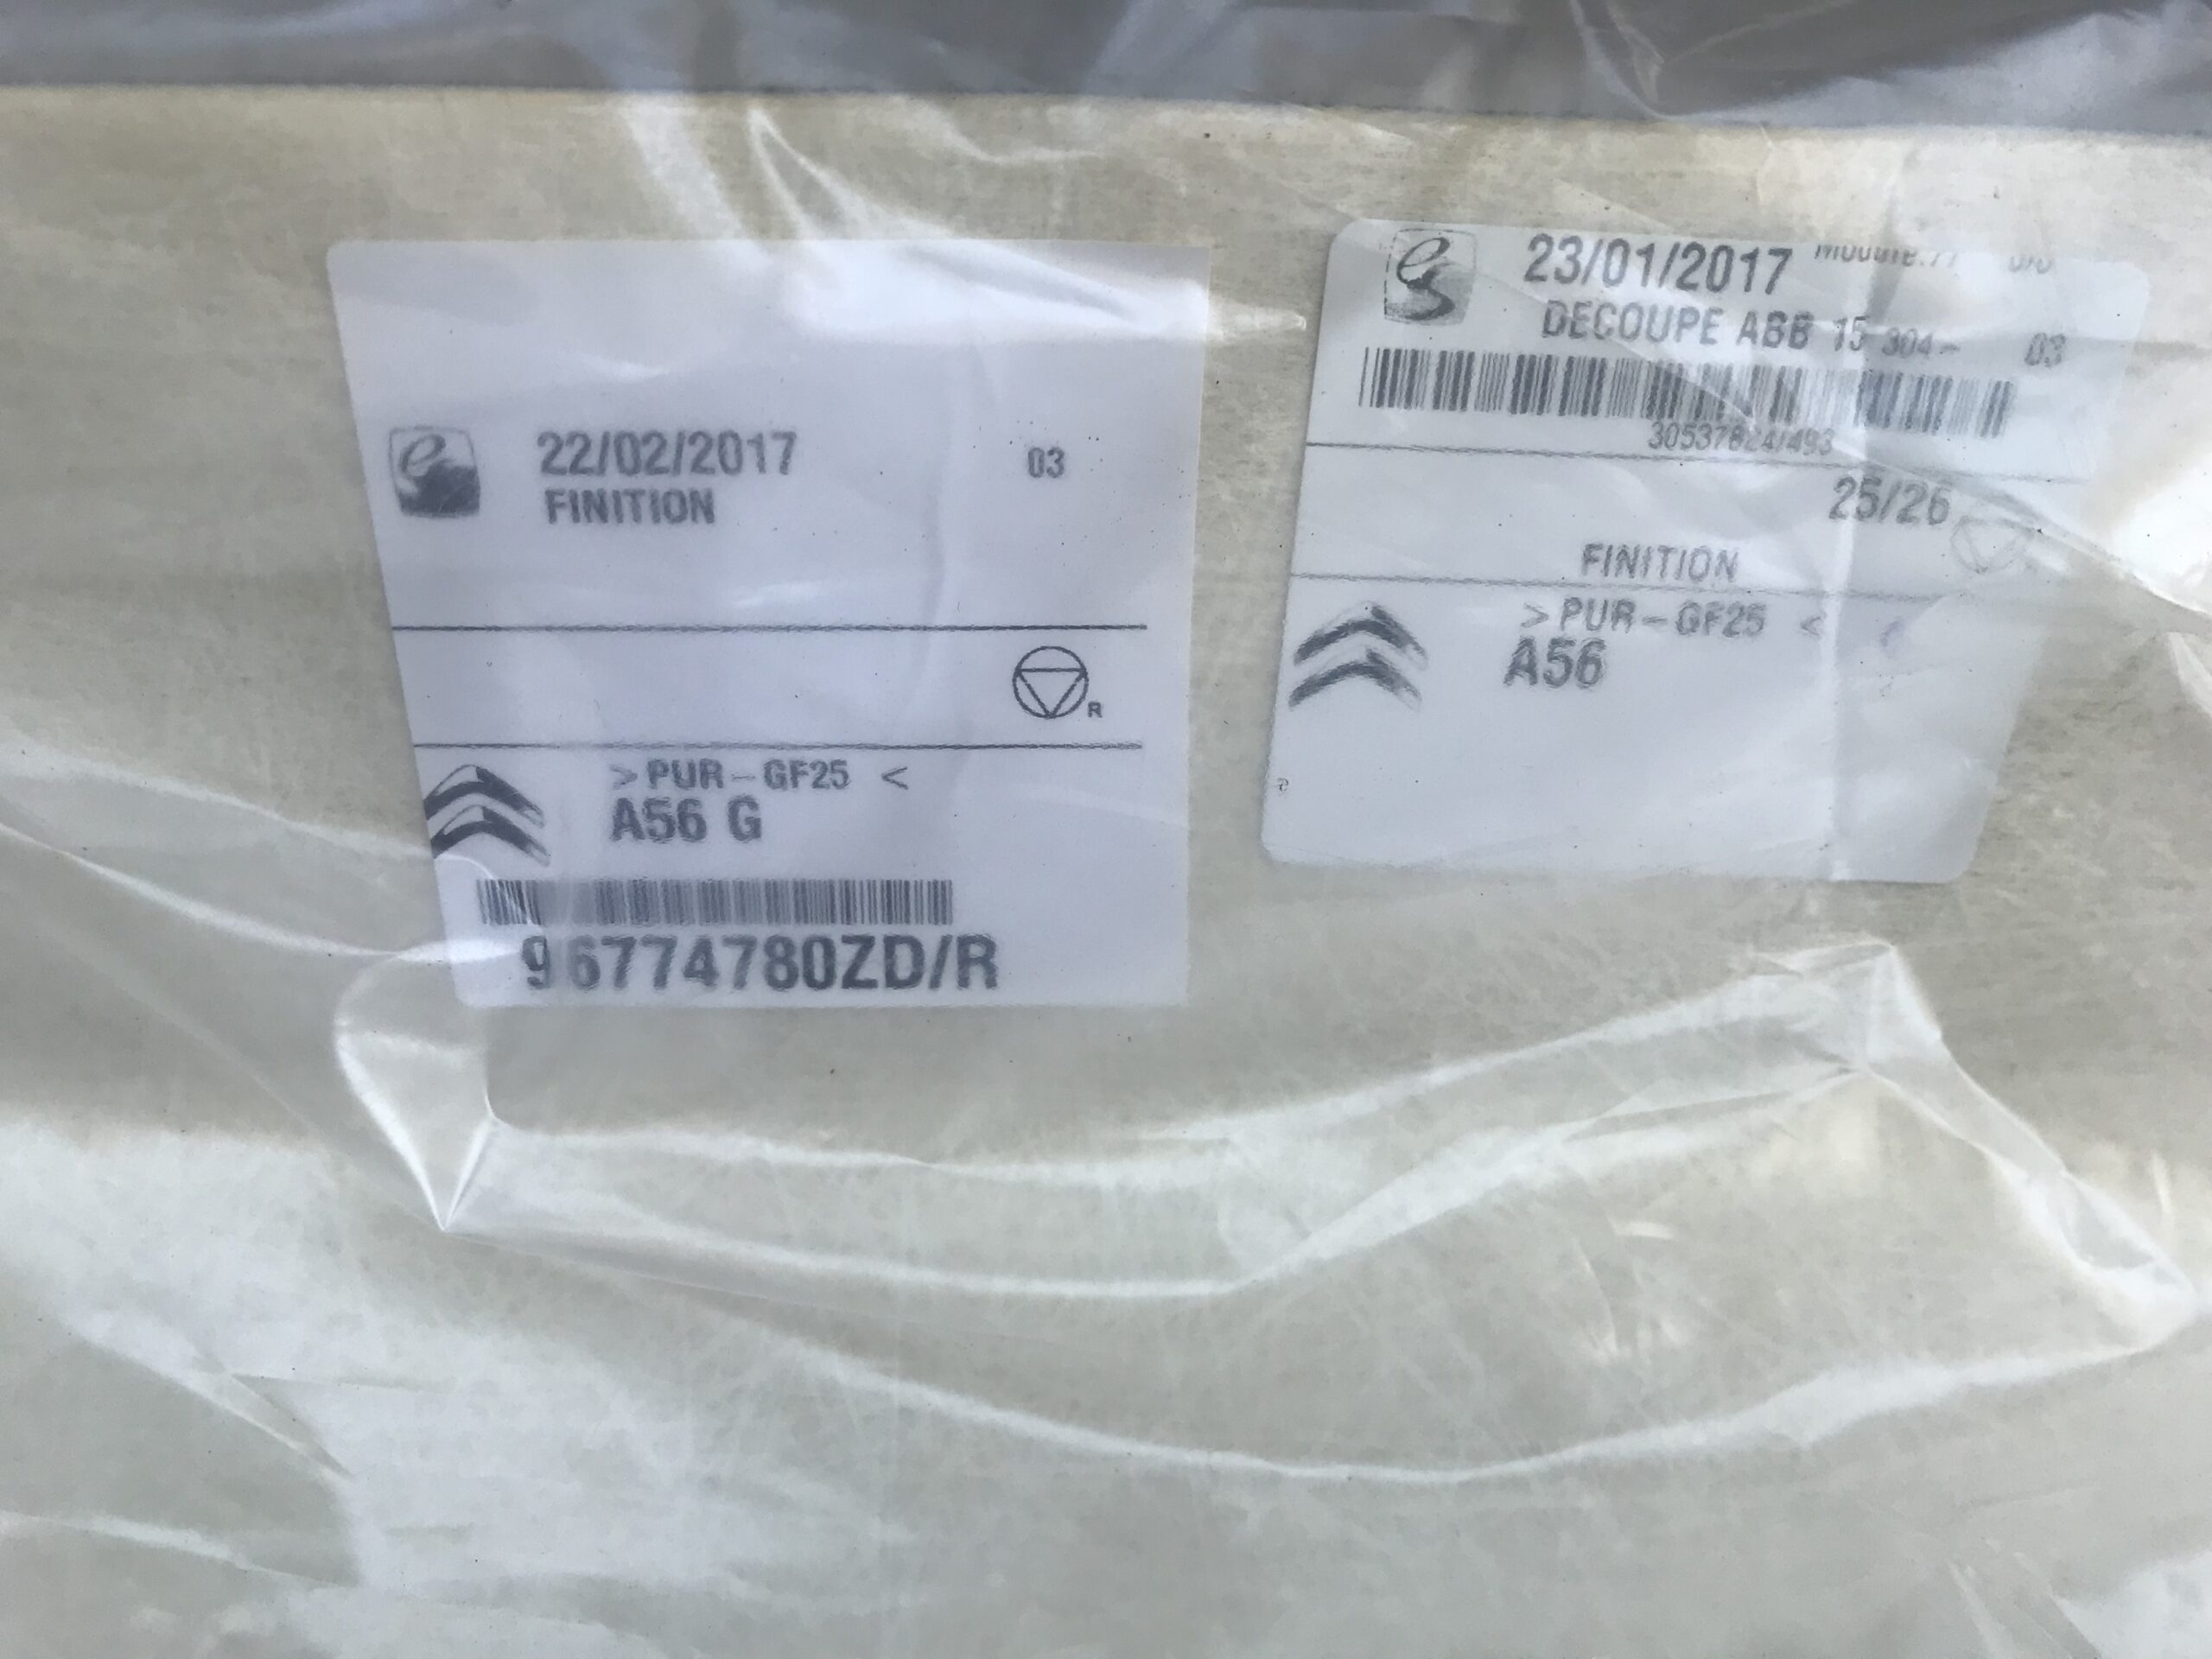 22/02/2017 03
FINITION
R
>PUR-GF25 <
A56 G
96774780ZD/R
23/01/2017
DECOUPE ABB 15 304- 03
25/26
FINITION
>PUR-GF25 <
A56